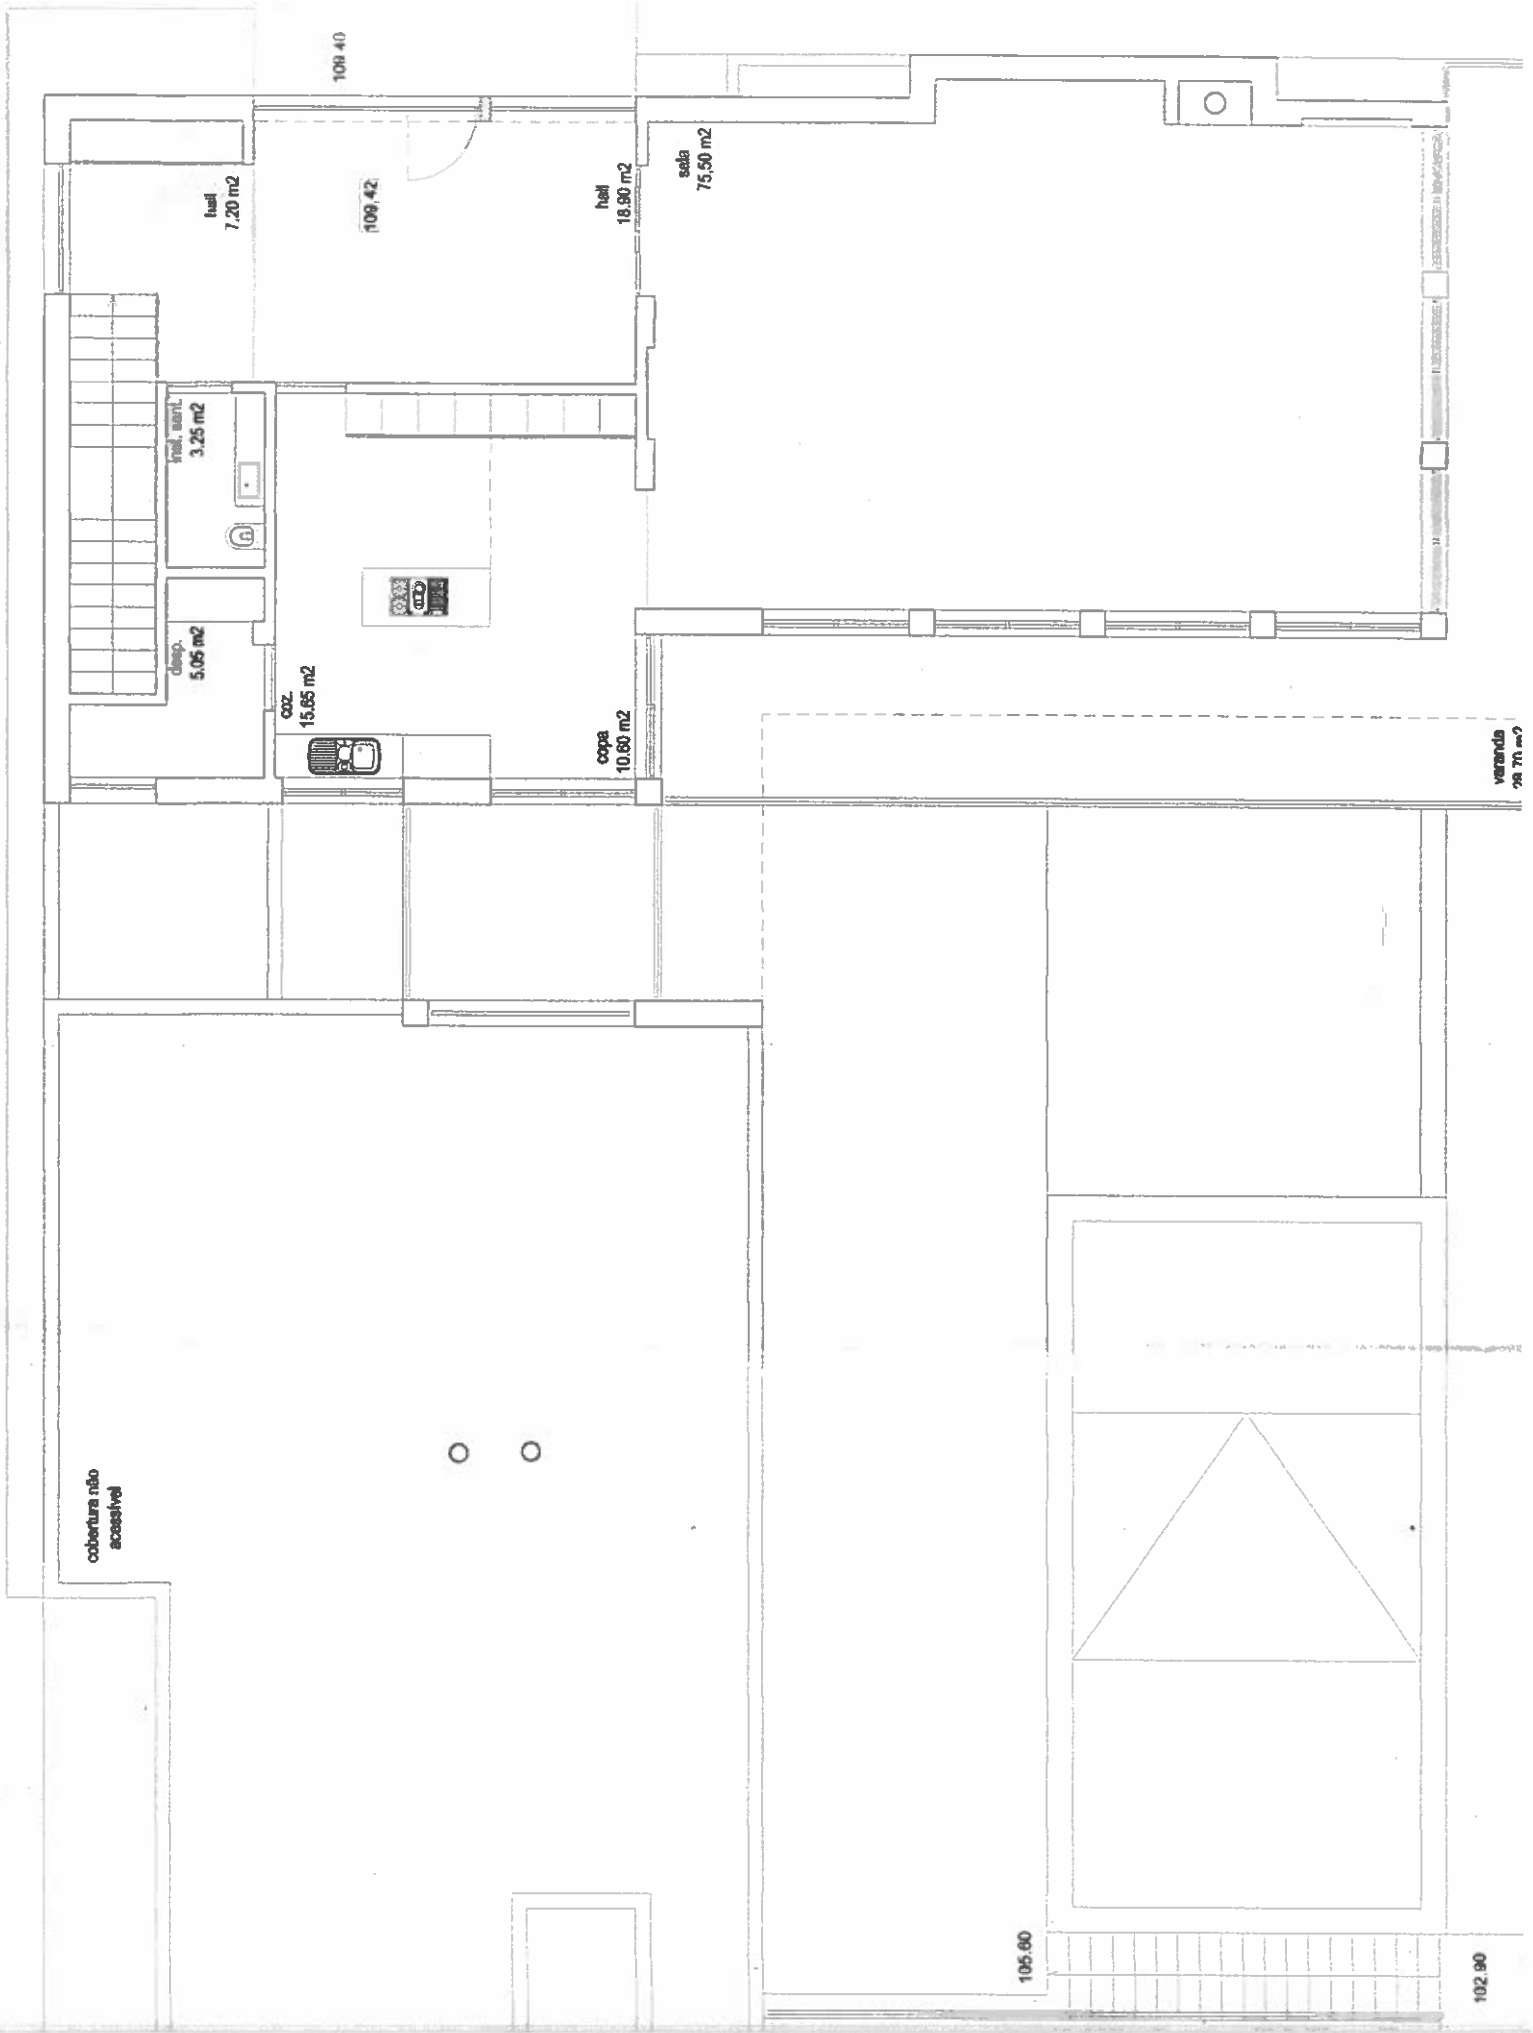 109.40
hall
7.20 m2
109.42
hall
18.90 m2
sala
75,50 m2
inst. sanit.
3.25 m2
desp.
5.05 m2
coz.
15.65 m2
copa
10.60 m2
varanda
cobertura não
acessível
105.60
102.90